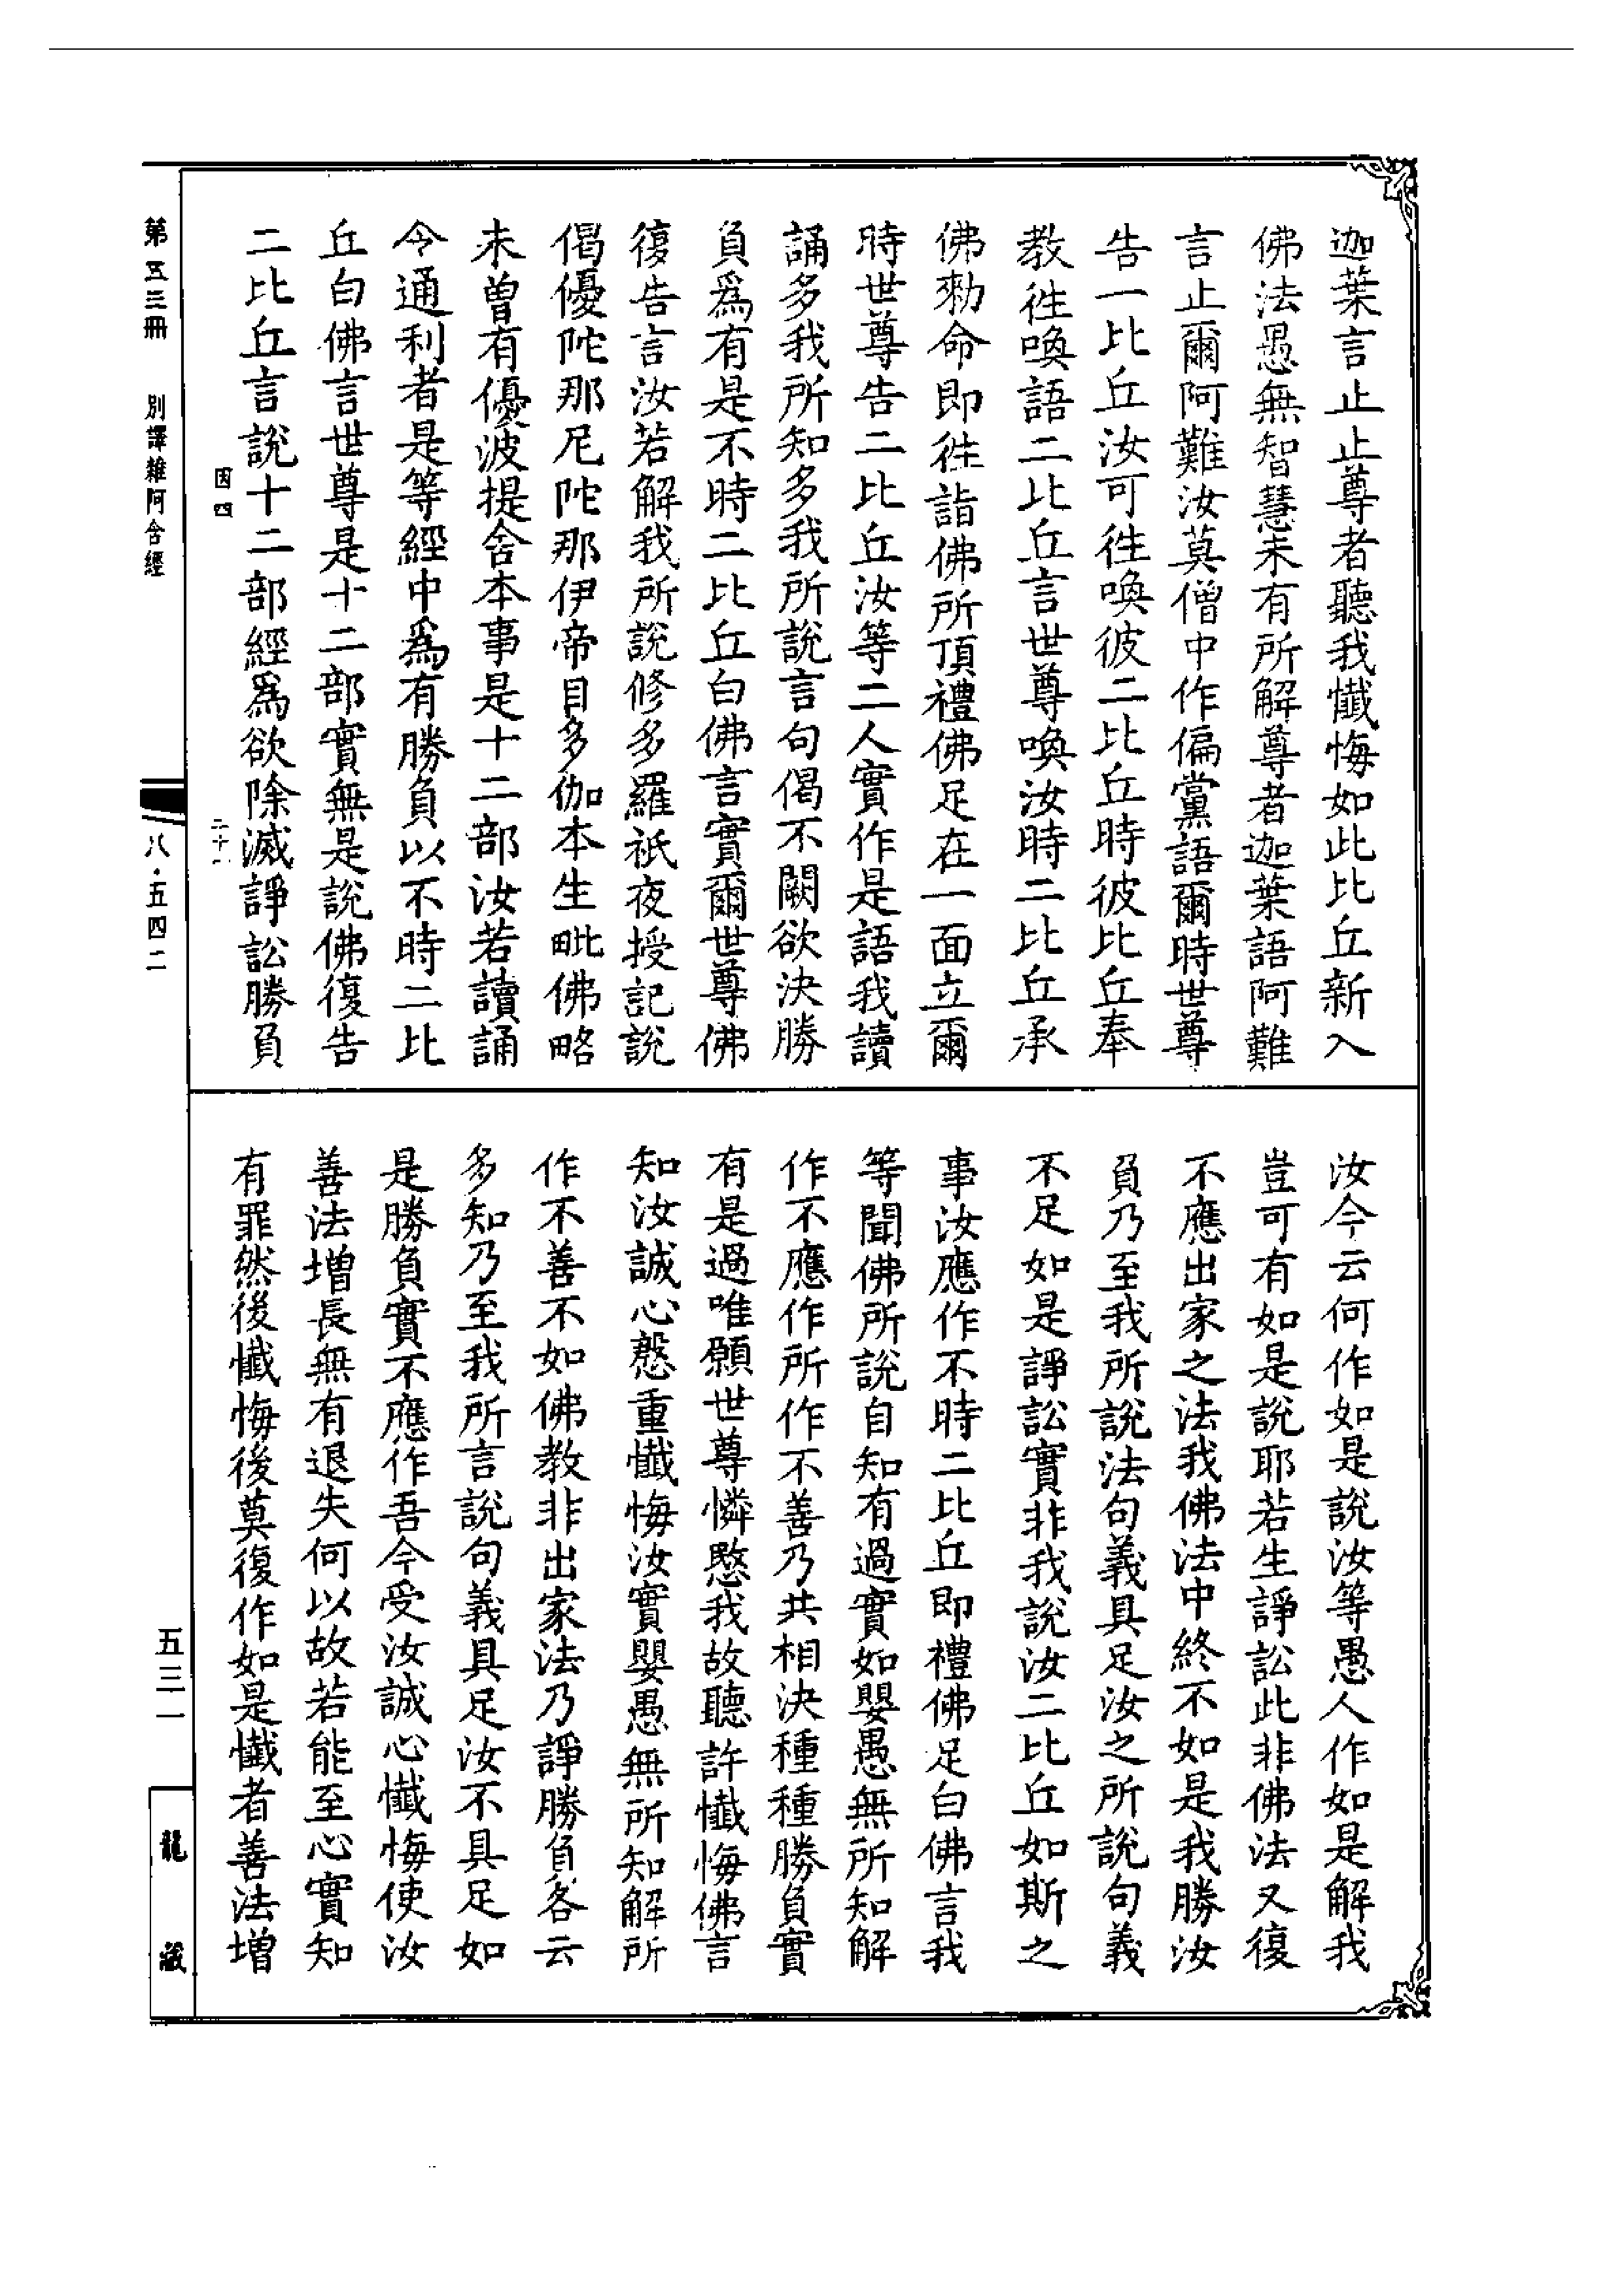 迦葉言止止尊者聽我懺悔如此比丘新入
佛法愚無智慧未有所解尊者迦葉語阿難
言止爾阿難汝莫僧中作偏黨語爾時世尊
告一比丘汝可徃喚彼二比丘時彼比丘奉
教徃喚語二比丘言世尊喚汝時二比丘承
佛勑命即徃詣佛所頂禮佛足在一面立爾
時世尊告二比丘汝等二人實作是語我讀
誦多我所知多多我所說言句偈不闕欲決勝
負爲有是不時二比丘白佛言實爾世尊佛
復告言汝若解我所說修多羅祇夜授記說
偈優陀那尼陀那伊帝目多伽本生毗佛略
未曾有優波提舍本事是十二部汝若讀誦
令通利者是等經中爲有勝負以不時二比
丘白佛言世尊是十二部實無是說佛復告
二比丘言說十二部經爲欲除滅諍訟勝負
汝今云何作如是說汝等愚人作如是解我
豈可有如是說耶若生諍訟此非佛法又復
不應出家之法我佛法中終不如是我勝汝
負乃至我所說法句義具足汝之所說句義
不足如是諍訟實非我說汝二比丘如斯之
事汝應作不時二比丘即禮佛足白佛言我
等聞佛所說自知有過實如嬰愚無所知解
作不應作所作不善乃共相決種種勝負實
有是過唯願世尊憐愍我故聽許懺悔佛言
知汝誠心慇重懺悔汝實嬰愚無所知解所
作不善不如佛教非出家法乃諍勝負各云
多知乃至我所言說句義具足汝不具足如
是勝負實不應作吾今受汝誠心懺悔使汝
善法增長無有退失何以故若能至心實知
有罪然後懺悔後莫復作如是懺者善法增
因四
第五三冊 別譯雜阿含經
八·五四二
五三一
龍藏